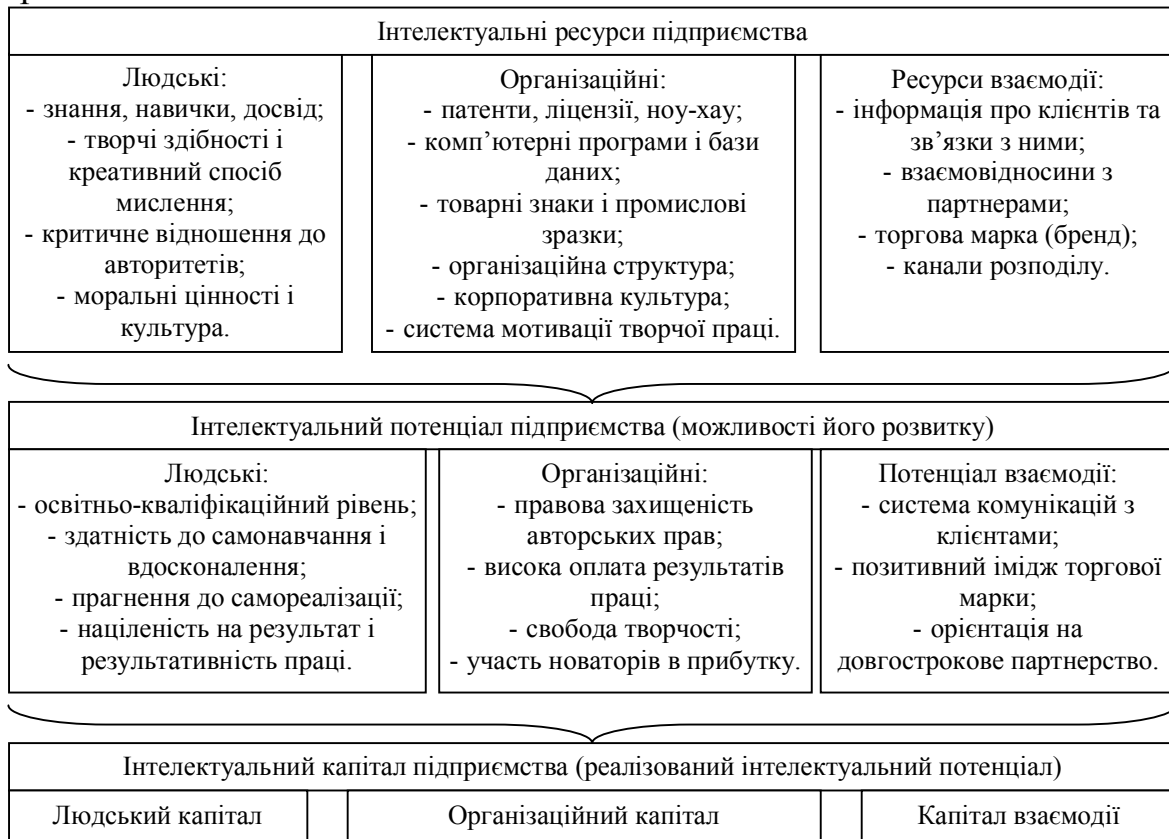 Інтелектуальні ресурси підприємства
Людські:
- знання, навички, досвід;
- творчі здібності і
креативний спосіб
мислення;
- критичне відношення до
авторитетів;
- моральні цінності і
культура.
Організаційні:
- патенти, ліцензії, ноу-хау;
- комп’ютерні програми і бази
даних;
- товарні знаки і промислові
зразки;
- організаційна структура;
- корпоративна культура;
- система мотивації творчої праці.
Ресурси взаємодії:
- інформація про клієнтів та
зв’язки з ними;
- взаємовідносини з
партнерами;
- торгова марка (бренд);
- канали розподілу.
Інтелектуальний потенціал підприємства (можливості його розвитку)
Людські:
- освітньо-кваліфікаційний рівень;
- здатність до самонавчання і
вдосконалення;
- прагнення до самореалізації;
- націленість на результат і
результативність праці.
Організаційні:
- правова захищеність
авторських прав;
- висока оплата результатів
праці;
- свобода творчості;
- участь новаторів в прибутку.
Потенціал взаємодії:
- система комунікацій з
клієнтами;
- позитивний імідж торгової
марки;
- орієнтація на
довгострокове партнерство.
Інтелектуальний капітал підприємства (реалізований інтелектуальний потенціал)
Людський капітал
Організаційний капітал
Капітал взаємодії